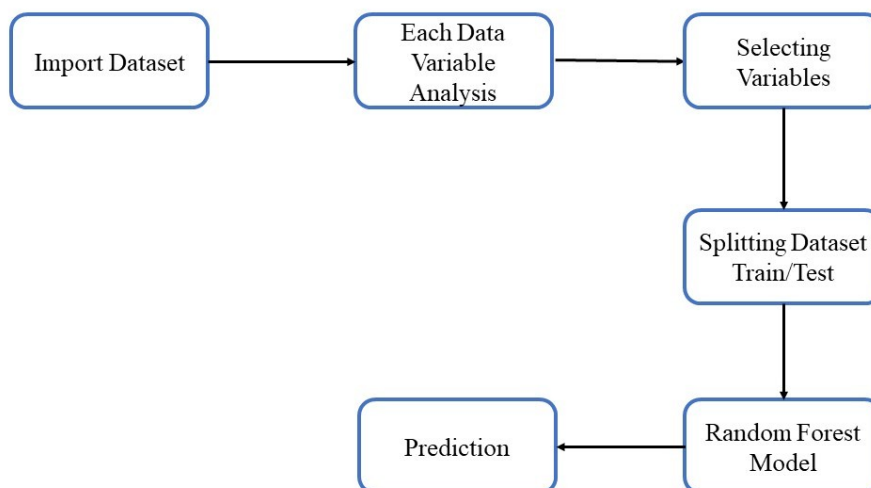 Import Dataset
Each Data
Variable
Analysis
Selecting
Variables
Splitting Dataset
Train/Test
Random Forest
Model
Prediction